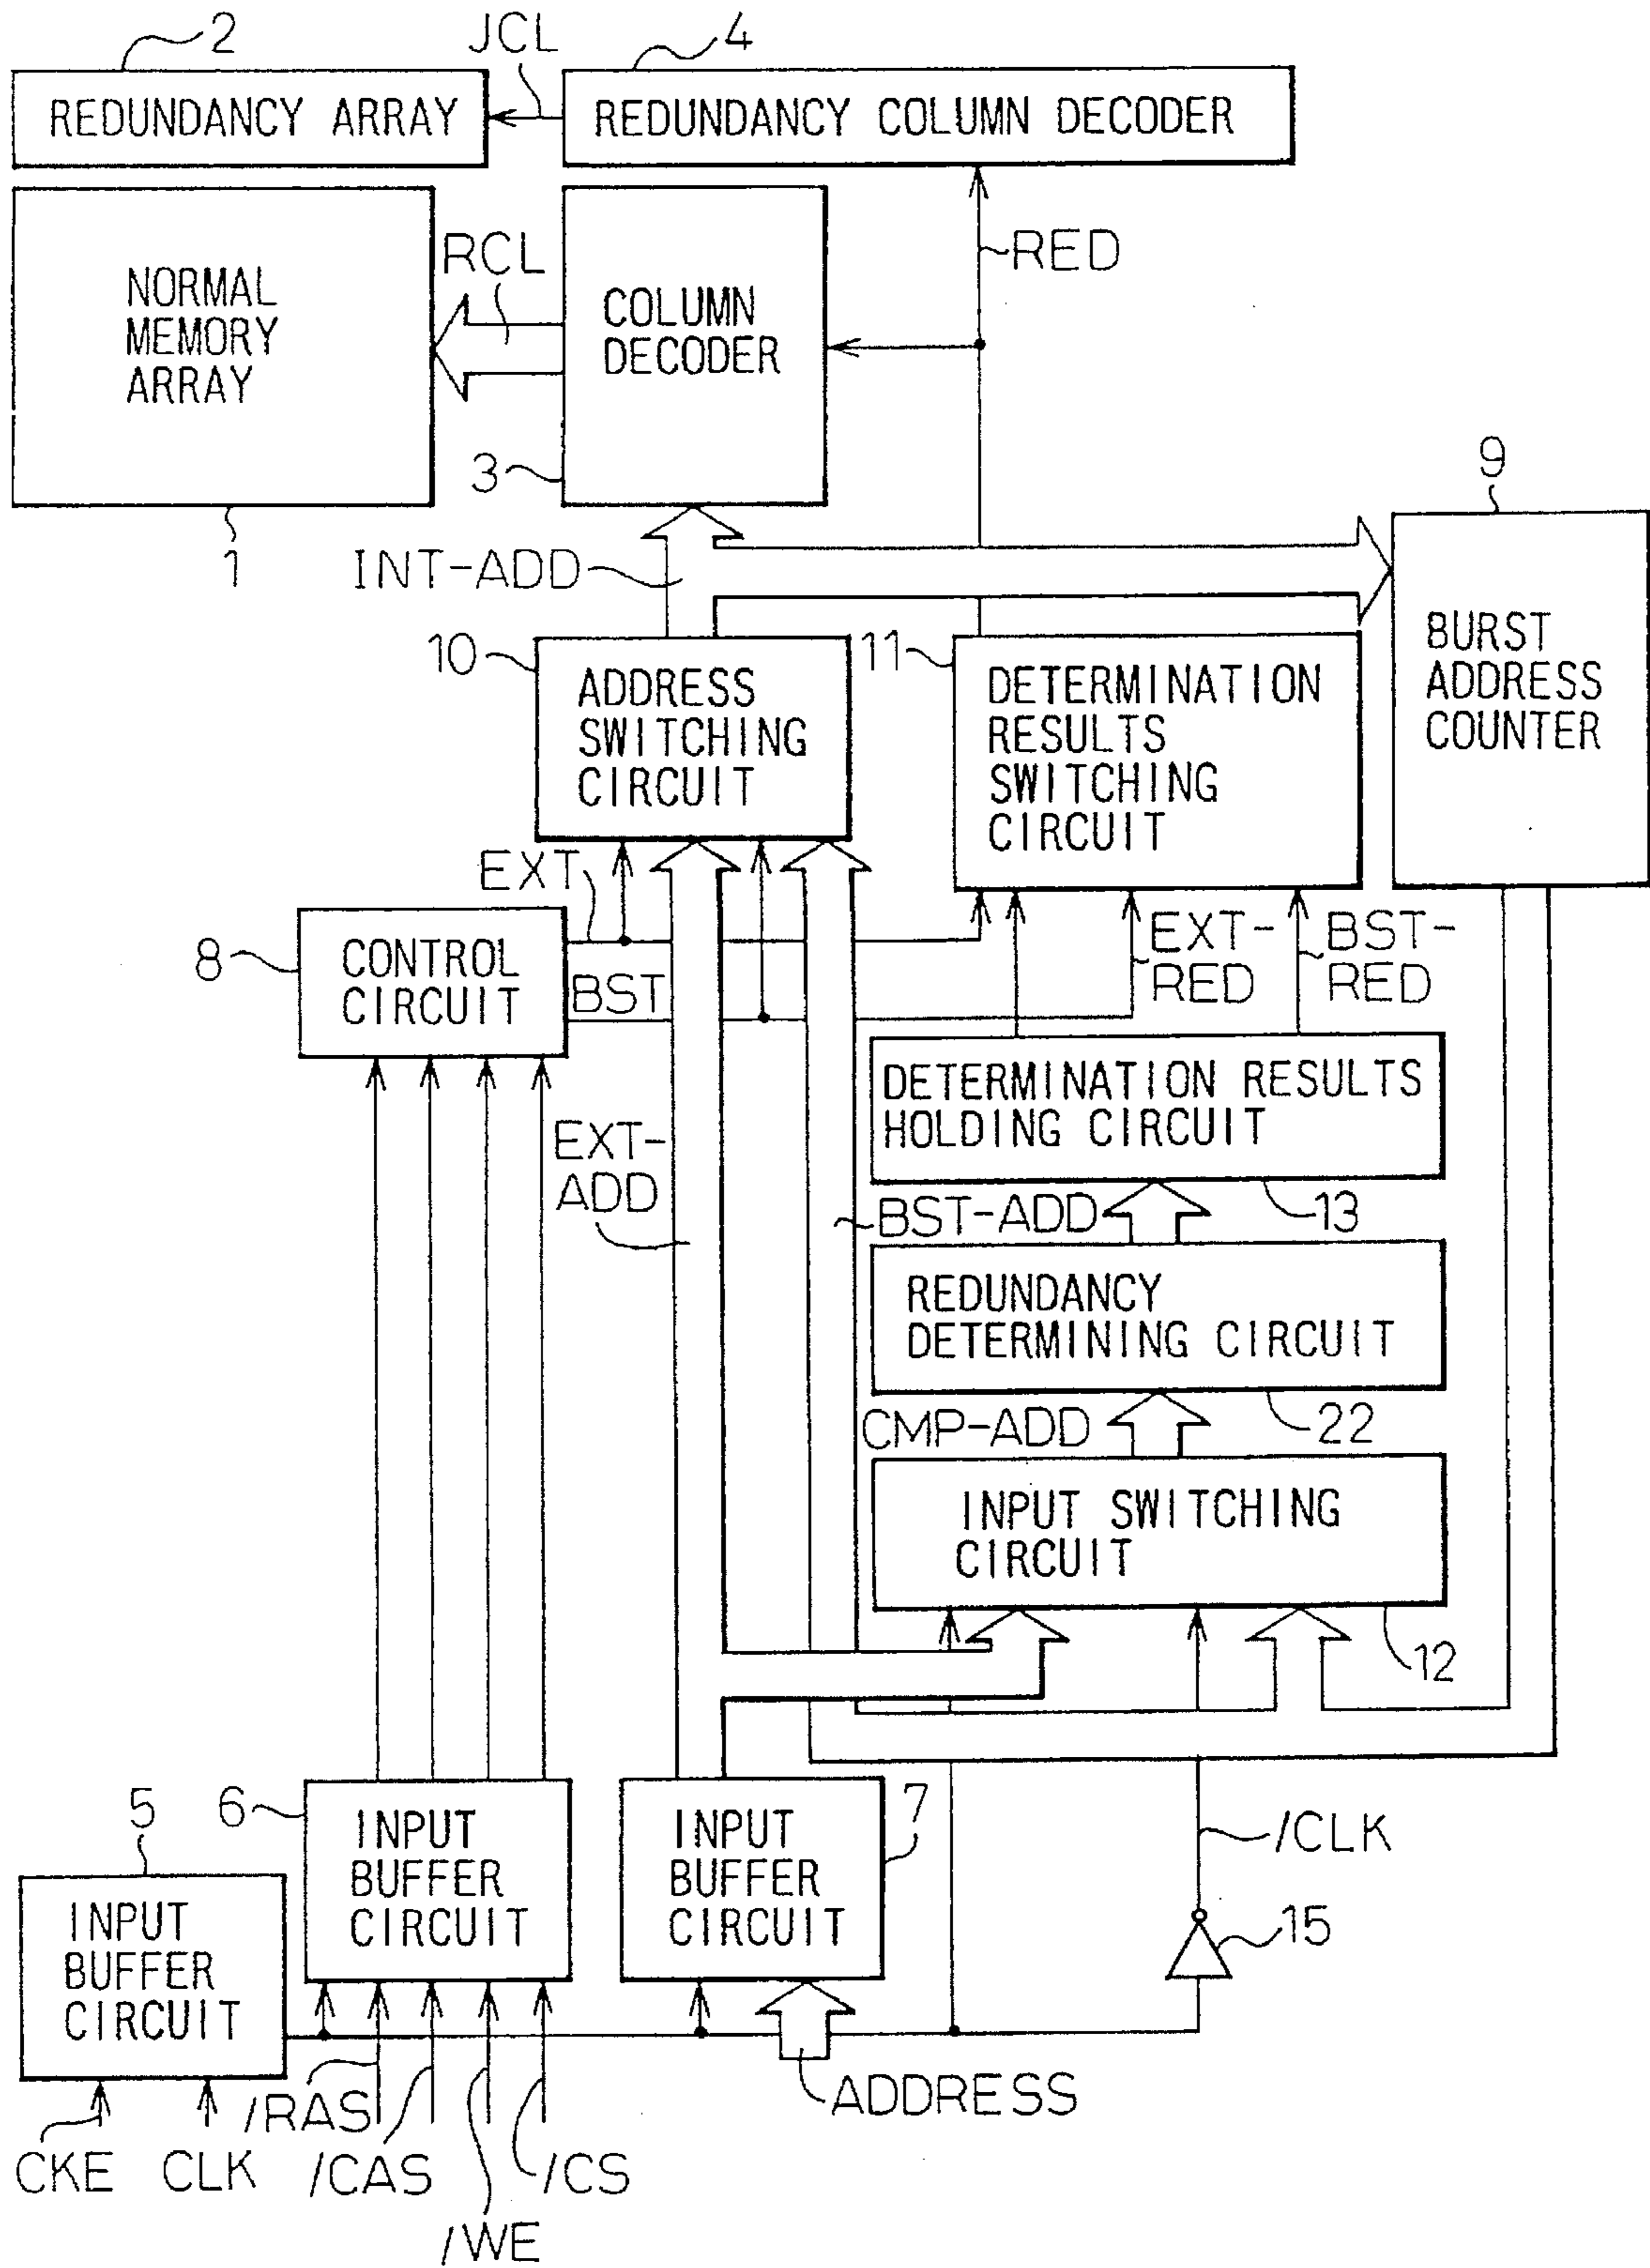 2
JCL
4
REDUNDANCY ARRAY
REDUNDANCY COLUMN DECODER
RED
NORMAL
MEMORY
ARRAY
RCL
COLUMN
DECODER
3
1
9
INT-ADD
10
ADDRESS
SWITCHING
CIRCUIT
11
DETERMINATION
RESULTS
SWITCHING
CIRCUIT
BURST
ADDRESS
COUNTER
EXT
8
CONTROL
CIRCUIT
BST
EXT-
RED
BST-
RED
DETERMINATION RESULTS
HOLDING CIRCUIT
EXT-
ADD
BST-ADD
13
REDUNDANCY
DETERMINING CIRCUIT
CMP-ADD
22
INPUT SWITCHING
CIRCUIT
12
5
6
INPUT
BUFFER
CIRCUIT
INPUT
BUFFER
CIRCUIT
7
/CLK
INPUT
BUFFER
CIRCUIT
15
/RAS
ADDRESS
CKE
CLK
/CAS
/CS
/WE